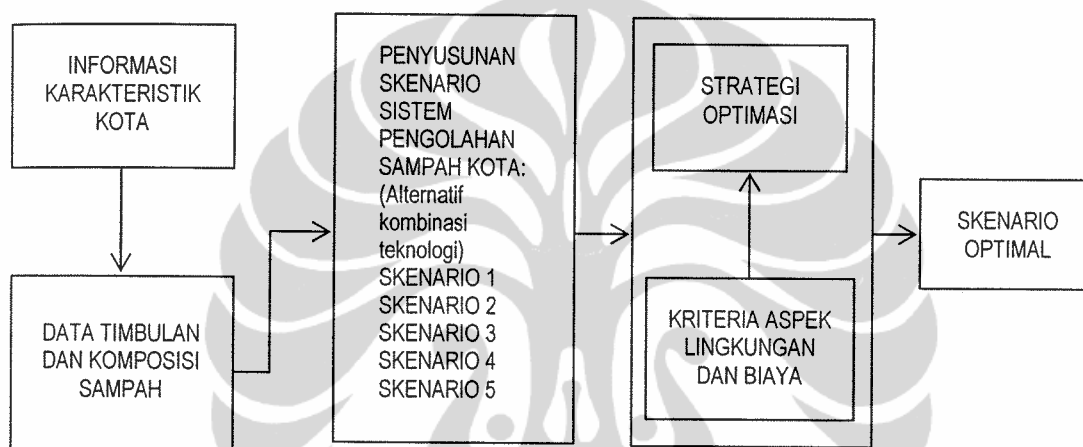 INFORMASI
KARAKTERISTIK
KOTA
DATA TIMBULAN
DAN KOMPOSISI
SAMPAH
PENYUSUNAN
SKENARIO
SISTEM
PENGOLAHAN
SAMPAH KOTA:
(Alternatif
kombinasi
teknologi)
SKENARIO 1
SKENARIO 2
SKENARIO 3
SKENARIO 4
SKENARIO 5
STRATEGI
OPTIMASI
KRITERIA ASPEK
LINGKUNGAN
DAN BIAYA
SKENARIO
OPTIMAL